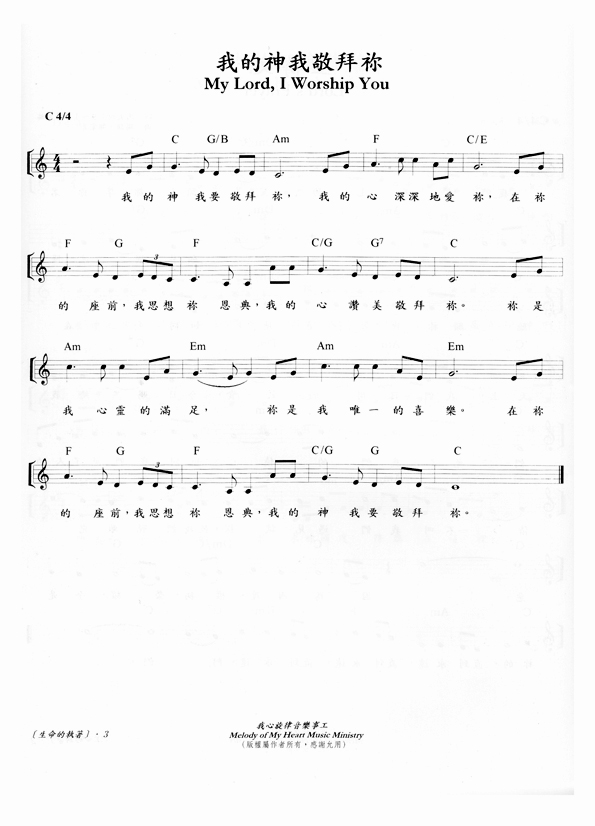 我的神我敬拜祢
My Lord, I Worship You
C 4/4
C G/B Am F C/E
我的神我要敬拜祢，我的心深深地愛祢，在祢
F G F C/G G7 C
3
的座前，我思想祢恩典，我的心讚美敬拜祢。祢是
Am Em Am Em
我心靈的滿足，祢是我唯一的喜樂。在祢
F G F C/G G C
3
的座前，我思想祢恩典，我的神我要敬拜祢。
我心旋律音樂事工
〔生命的執著〕·3
Melody of My Heart Music Ministry
（版權屬作者所有，感謝允用）